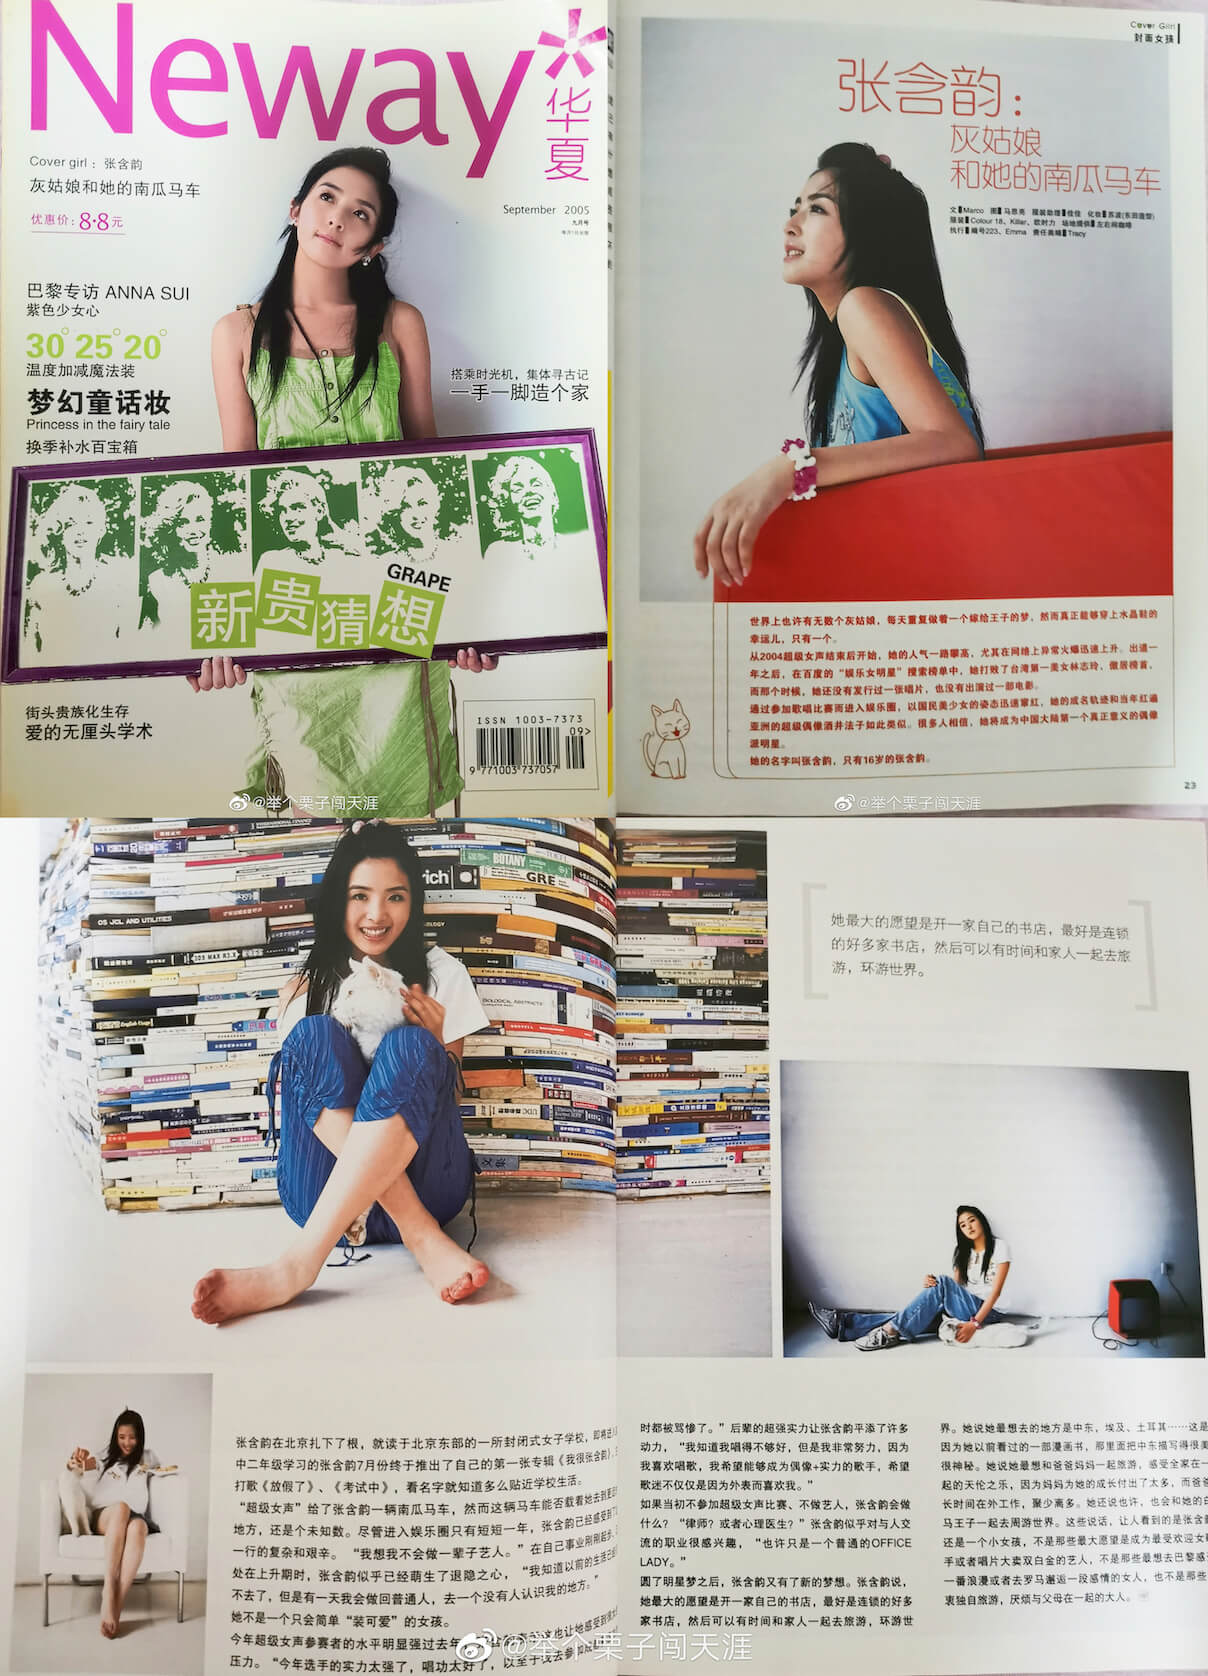 Neway
华夏
Cover girl：张含韵
灰姑娘和她的南瓜马车
优惠价：8·8元
September 2005
九月号
巴黎专访 ANNA SUI
紫色少女心
30° 25° 20°
温度加减魔法装
梦幻童话妆
Princess in the fairy tale
换季补水百宝箱
搭乘时光机，集体寻古记
一手一脚造个家
GRAPE
新贵猜想
街头贵族化生存
爱的无厘头学术
ISSN 1003-7373
09>
9 771003 737057
@举个栗子闯天涯
Cover Girl
封面女孩
张含韵：
灰姑娘
和她的南瓜马车
文 Marco 图 马思亮 服装助理 佼佼 化妆 苏波(东田造型)
服装 Colour 18、Killar、欧时力 场地提供 左右间咖啡
执行 编号223、Emma 责任编辑 Tracy
世界上也许有无数个灰姑娘，每天重复做着一个嫁给王子的梦，然而真正能够穿上水晶鞋的
幸运儿，只有一个。
从2004超级女声结束后开始，她的人气一路攀高，尤其在网络上异常火爆迅速上升。出道一
年之后，在百度的“娱乐女明星”搜索榜单中，她打败了台湾第一美女林志玲，傲居榜首，
而那个时候，她还没有发行过一张唱片，也没有出演过一部电影。
通过参加歌唱比赛而进入娱乐圈，以国民美少女的姿态迅速窜红，她的成名轨迹和当年红遍
亚洲的超级偶像酒井法子如此类似。很多人相信，她将成为中国大陆第一个真正意义的偶像
派明星。
她的名字叫张含韵，只有16岁的张含韵。
23
@举个栗子闯天涯
OS JCL AND UTILITIES
3DS MAX R3.X
rich
BOTANY
GRE
BIOLOGICAL ABSTRACTS
她最大的愿望是开一家自己的书店，最好是连锁
的好多家书店，然后可以有时间和家人一起去旅
游，环游世界。
张含韵在北京扎下了根，就读于北京东部的一所封闭式女子学校，即将进入
中二年级学习的张含韵7月份终于推出了自己的第一张专辑《我很张含韵》，
打歌《放假了》、《考试中》，看名字就知道多么贴近学校生活。
“超级女声”给了张含韵一辆南瓜马车，然而这辆马车能否载着她去到更远的
地方，还是个未知数。尽管进入娱乐圈只有短短一年，张含韵已经感受到了
一行的复杂和艰辛。“我想我不会做一辈子艺人。”在自己事业刚刚起步、
处在上升期时，张含韵似乎已经萌生了退隐之心，“我知道以前的生活已经
不去了，但是有一天我会做回普通人，去一个没有人认识我的地方。”
她不是一个只会简单“装可爱”的女孩。
今年超级女声参赛者的水平明显强过去年
压力。“今年选手的实力太强了，唱功太好了，以至于我去参加
时都被骂惨了。”后辈的超强实力让张含韵平添了许多
动力，“我知道我唱得不够好，但是我非常努力，因为
我喜欢唱歌，我希望能够成为偶像+实力的歌手，希望
歌迷不仅仅是因为外表而喜欢我。”
如果当初不参加超级女声比赛、不做艺人，张含韵会做
什么？“律师？或者心理医生？”张含韵似乎对与人交
流的职业很感兴趣，“也许只是一个普通的OFFICE
LADY。”
圆了明星梦之后，张含韵又有了新的梦想。张含韵说，
她最大的愿望是开一家自己的书店，最好是连锁的好多
家书店，然后可以有时间和家人一起去旅游，环游世
界。她说她最想去的地方是中东，埃及、土耳其……这是
因为她以前看过的一部漫画书，那里面把中东描写得很美
很神秘。她说她最想和爸爸妈妈一起旅游，感受全家在一
起的天伦之乐，因为妈妈为她的成长付出了太多，而爸爸
长时间在外工作，聚少离多。她还说也许，也会和她的白
马王子一起去周游世界。这些说话，让人看到的是张含韵
还是一个小女孩，不是那些最大愿望是成为最受欢迎女歌
手或者唱片大卖双白金的艺人，不是那些最想去巴黎感受
一番浪漫或者去罗马邂逅一段感情的女人，也不是那些
衷独自旅游，厌烦与父母在一起的大人。
@举个栗子闯天涯